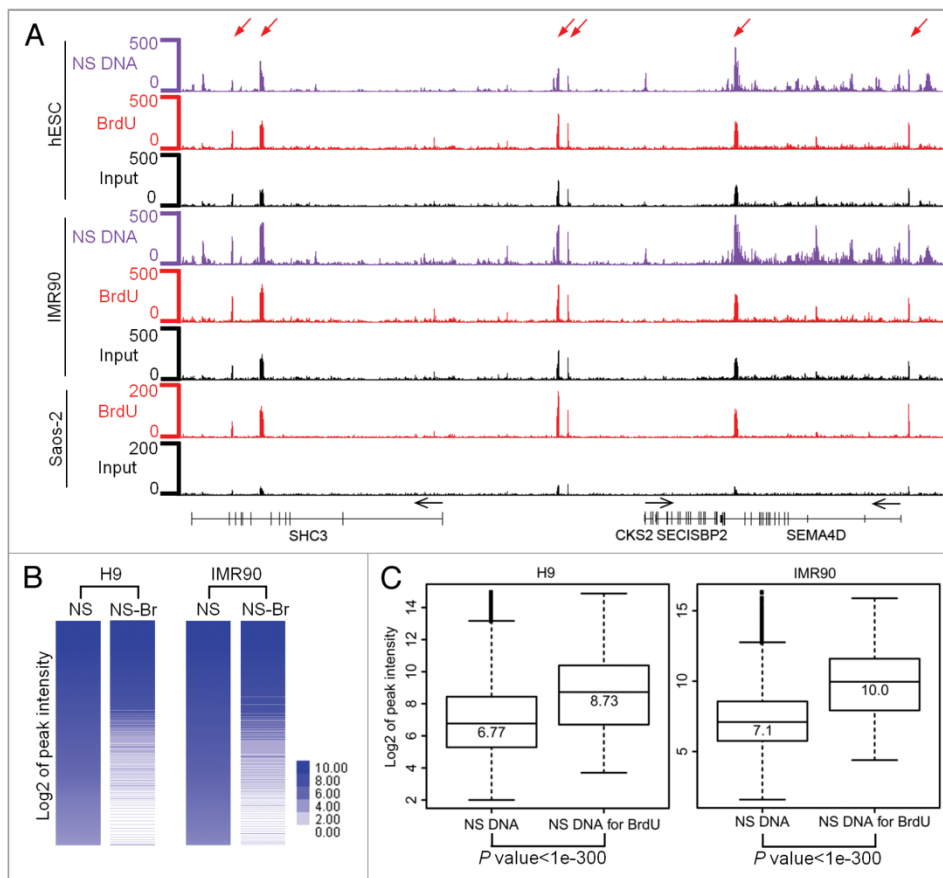 A
hESC
NS DNA
500
0
BrdU
500
0
Input
500
0
IMR90
NS DNA
500
0
BrdU
500
0
Input
500
0
Saos-2
BrdU
200
0
Input
200
0
SHC3
CKS2 SECISBP2
SEMA4D
B
H9
IMR90
NS
NS-Br
NS
NS-Br
Log2 of peak intensity
10.00
8.00
6.00
4.00
2.00
0.00
C
H9
Log2 of peak intensity
14
12
10
8
6
4
2
6.77
8.73
NS DNA
NS DNA for BrdU
P value<1e-300
IMR90
15
10
5
7.1
10.0
NS DNA
NS DNA for BrdU
P value<1e-300